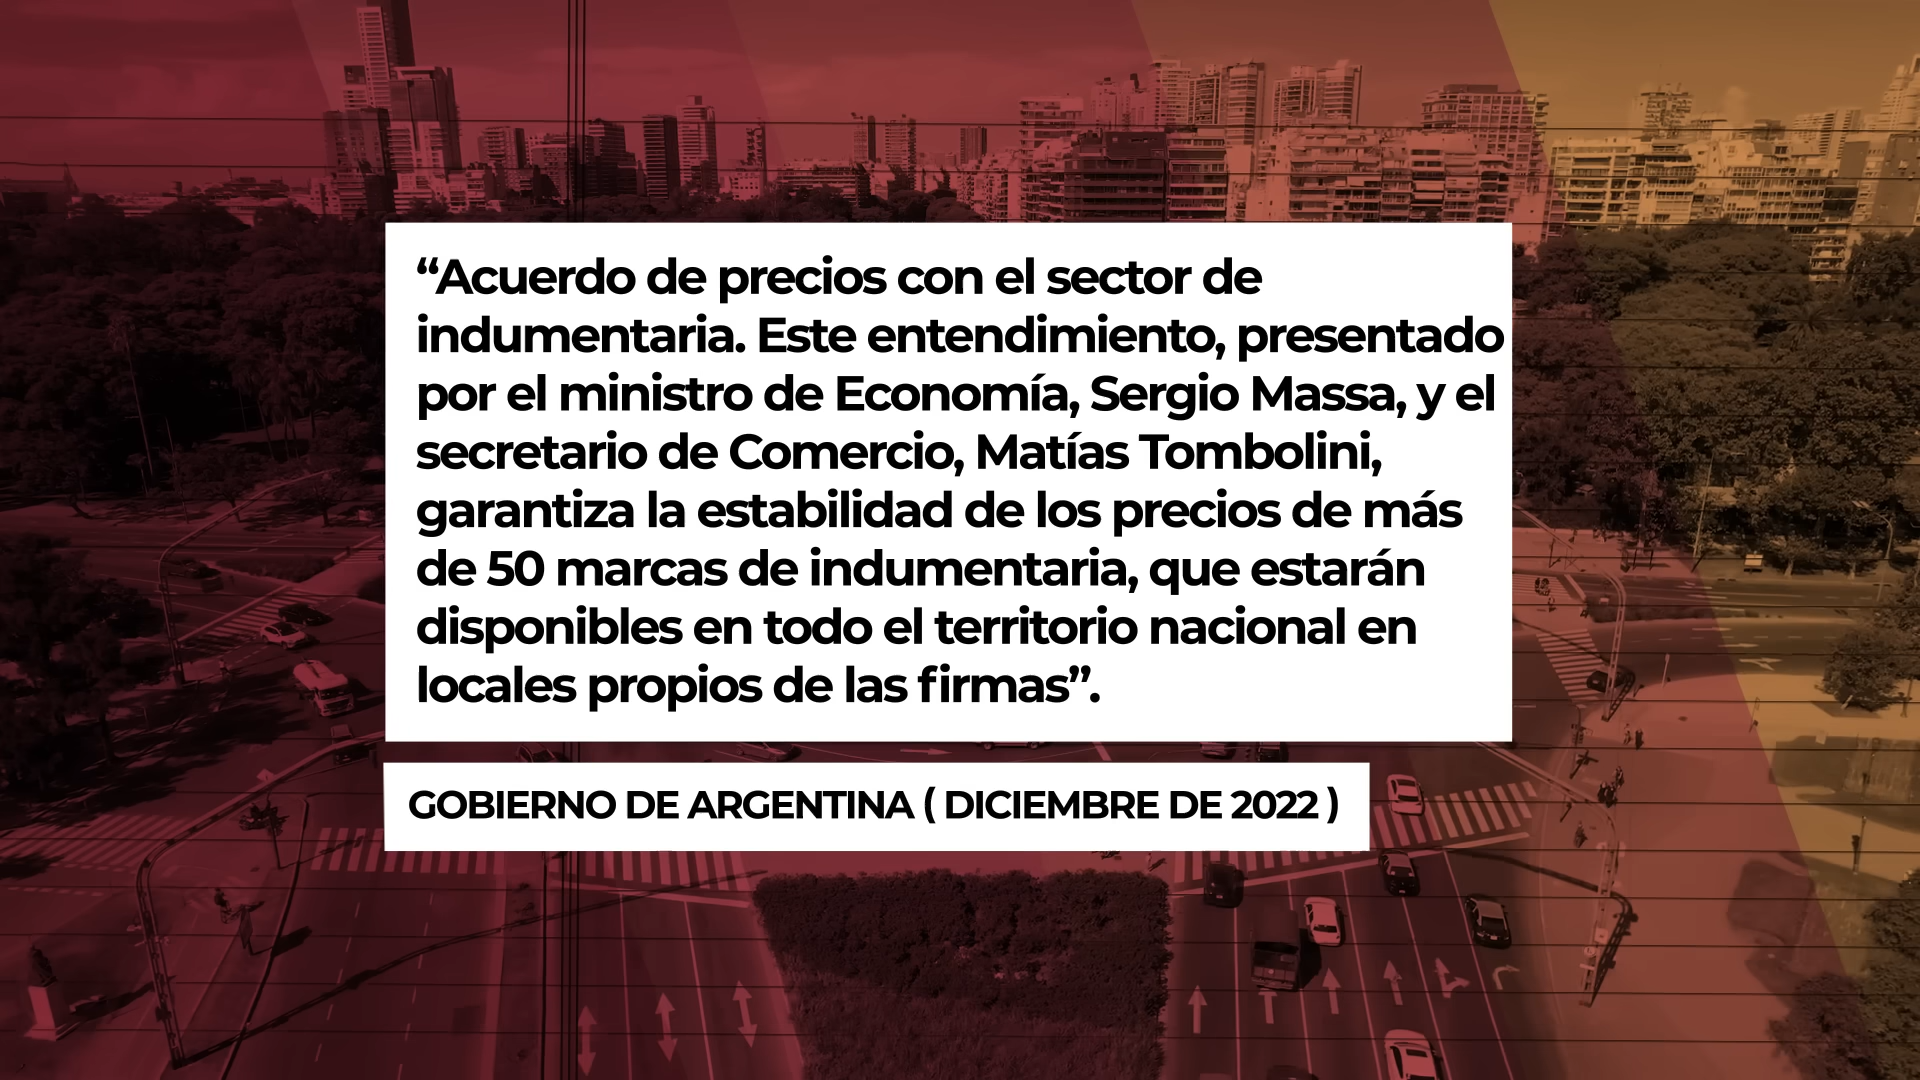 “Acuerdo de precios con el sector de
indumentaria. Este entendimiento, presentado
por el ministro de Economía, Sergio Massa, y el
secretario de Comercio, Matías Tombolini,
garantiza la estabilidad de los precios de más
de 50 marcas de indumentaria, que estarán
disponibles en todo el territorio nacional en
locales propios de las firmas”.
GOBIERNO DE ARGENTINA ( DICIEMBRE DE 2022 )